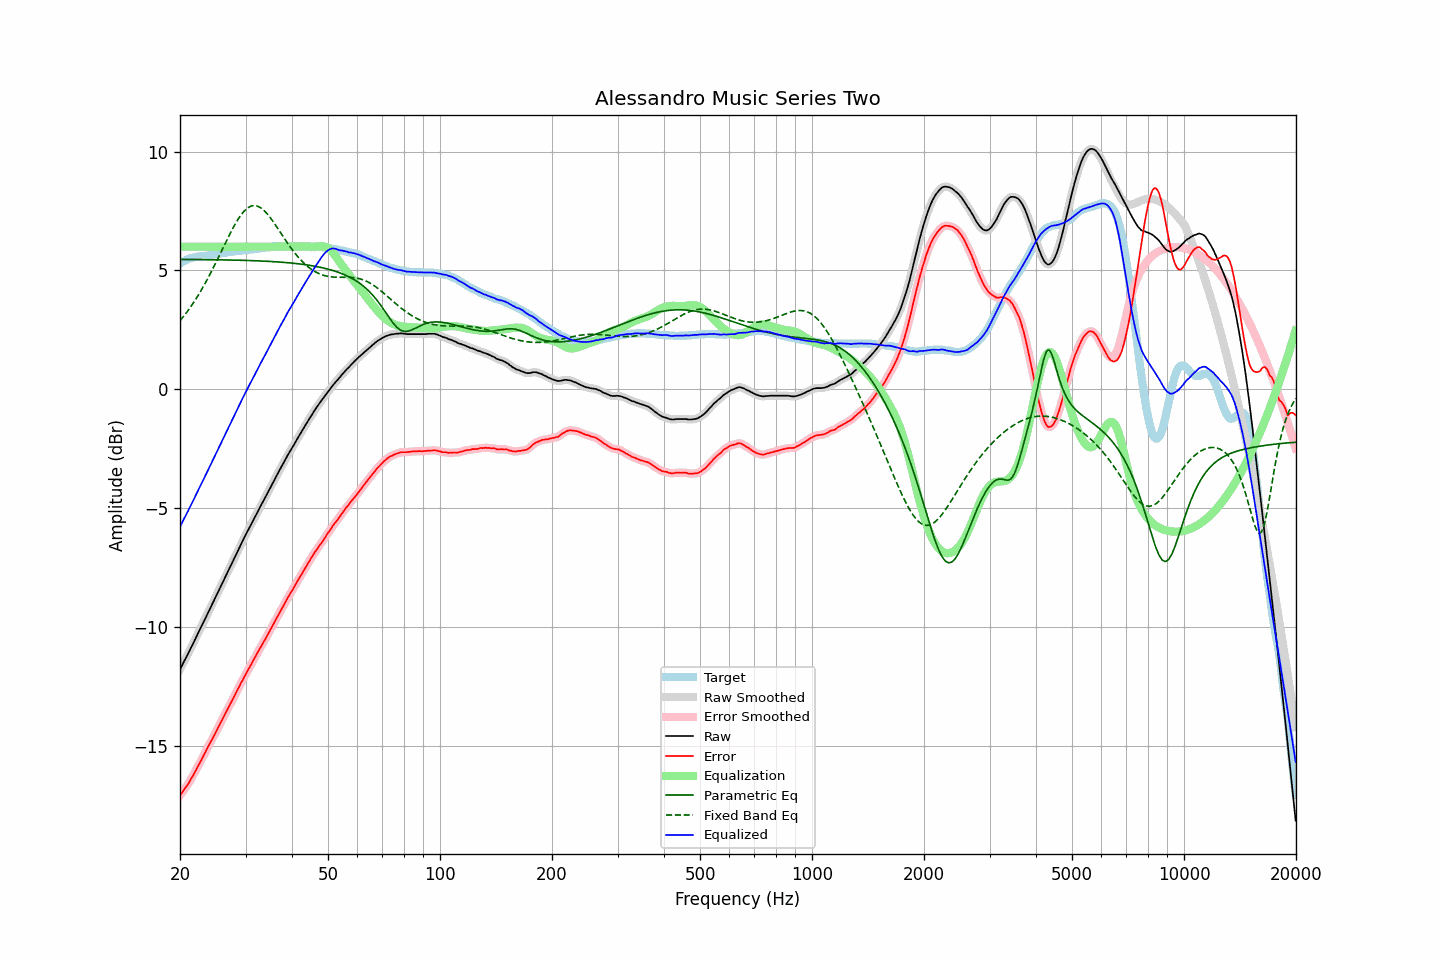 Alessandro Music Series Two
Amplitude (dBr)
10
5
0
−5
−10
−15
Target
Raw Smoothed
Error Smoothed
Raw
Error
Equalization
Parametric Eq
Fixed Band Eq
Equalized
20 50 100 200 500 1000 2000 5000 10000 20000
Frequency (Hz)